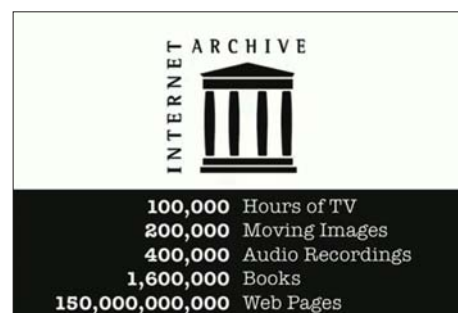 INTERNET
ARCHIVE
100,000 Hours of TV
200,000 Moving Images
400,000 Audio Recordings
1,600,000 Books
150,000,000,000 Web Pages